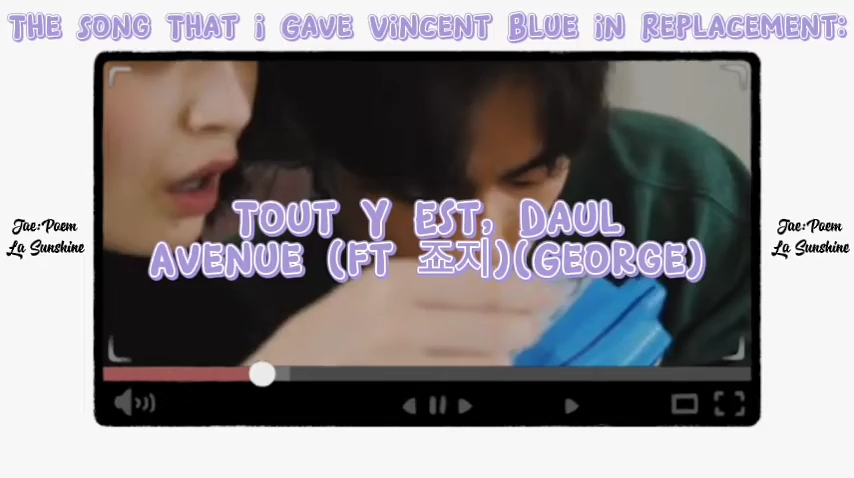 THE SONG THAT i GAVE ViNCENT BLUE iN REPLACEMENT:
TOUT Y EST, DAUL
AVENUE (FT 죠지)(GEORGE)
Jae:Poem
La Sunshine
Jae:Poem
La Sunshine